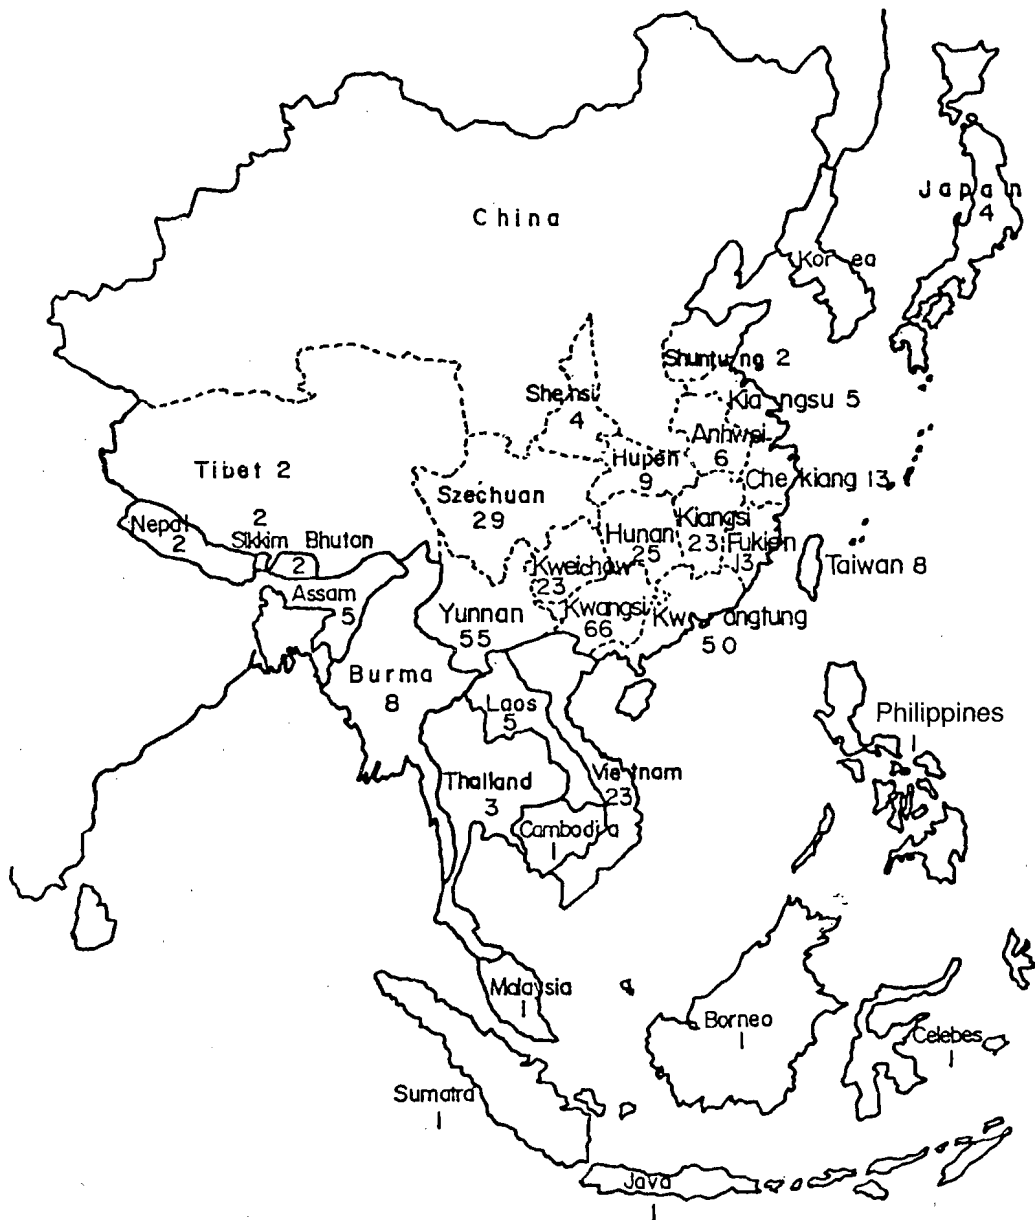 China
Japan
4
Korea
Shuntung 2
Shehsi
4
Kiangsu 5
Anhwei
6
Hupeh
9
Tibet 2
Szechuan
29
Chekiang 13
Kiangsi
23
Hunan
25
Fukien
13
Nepal
2
2
Sikkim
Bhutan
2
Kweichow
23
Taiwan 8
Assam
5
Yunnan
55
Kwangsi
66
Kwangtung
50
Burma
8
Laos
5
Philippines
1
Thailand
3
Vietnam
23
Cambodia
1
Malaysia
1
Borneo
1
Celebes
1
Sumatra
1
Java
1